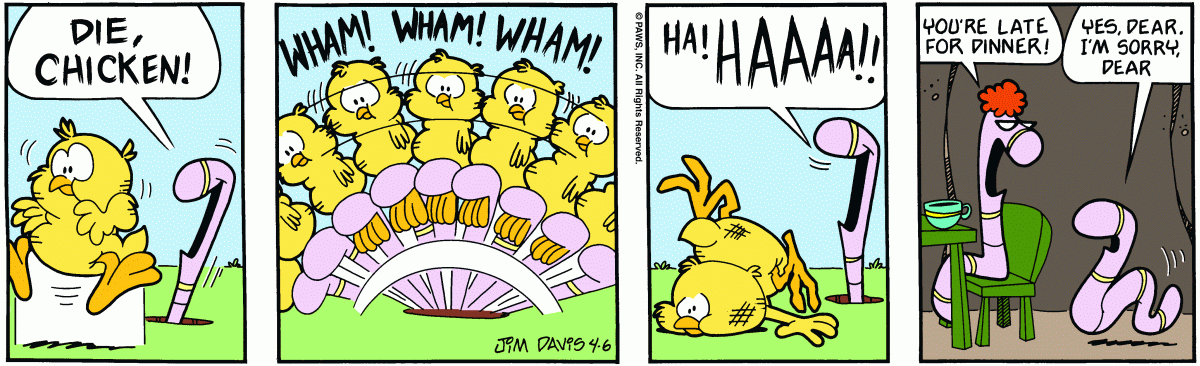 DIE,
CHICKEN!
WHAM! WHAM! WHAM!
JIM DAVIS 4-6
© PAWS, INC. All Rights Reserved.
HA! HAAAA!!
YOU'RE LATE
FOR DINNER!
YES, DEAR.
I'M SORRY,
DEAR